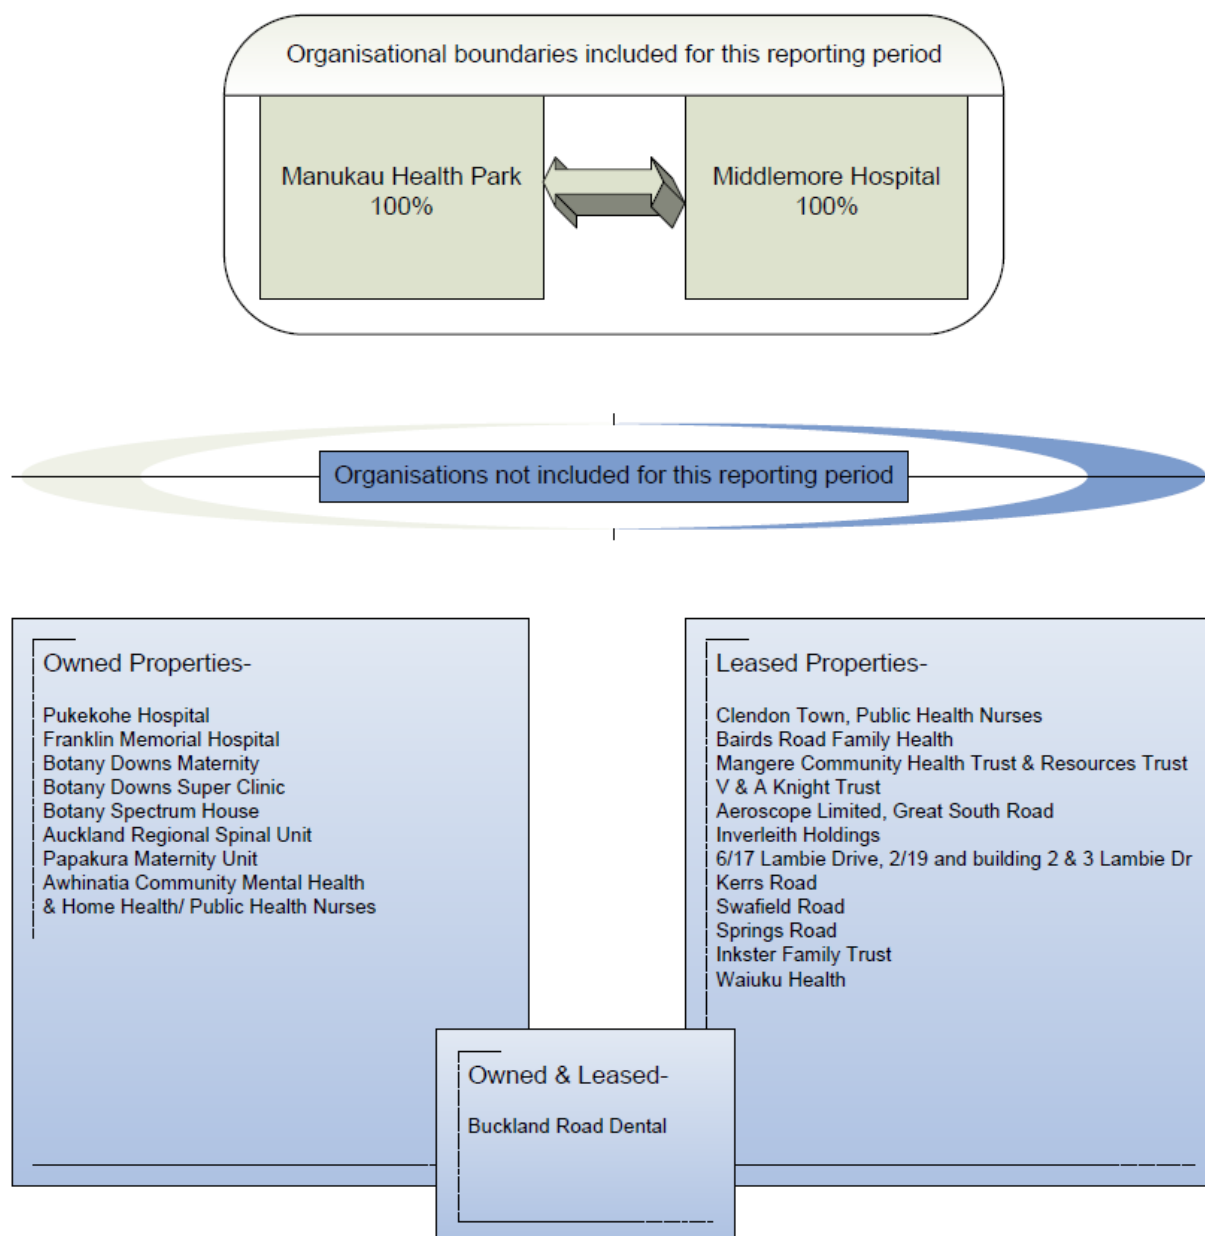 Organisational boundaries included for this reporting period
Manukau Health Park
100%
Middlemore Hospital
100%
Organisations not included for this reporting period
Owned Properties-
Pukekohe Hospital
Franklin Memorial Hospital
Botany Downs Maternity
Botany Downs Super Clinic
Botany Spectrum House
Auckland Regional Spinal Unit
Papakura Maternity Unit
Awhinatia Community Mental Health
& Home Health/ Public Health Nurses
Leased Properties-
Clendon Town, Public Health Nurses
Bairds Road Family Health
Mangere Community Health Trust & Resources Trust
V & A Knight Trust
Aeroscope Limited, Great South Road
Inverleith Holdings
6/17 Lambie Drive, 2/19 and building 2 & 3 Lambie Dr
Kerrs Road
Swafield Road
Springs Road
Inkster Family Trust
Waiuku Health
Owned & Leased-
Buckland Road Dental